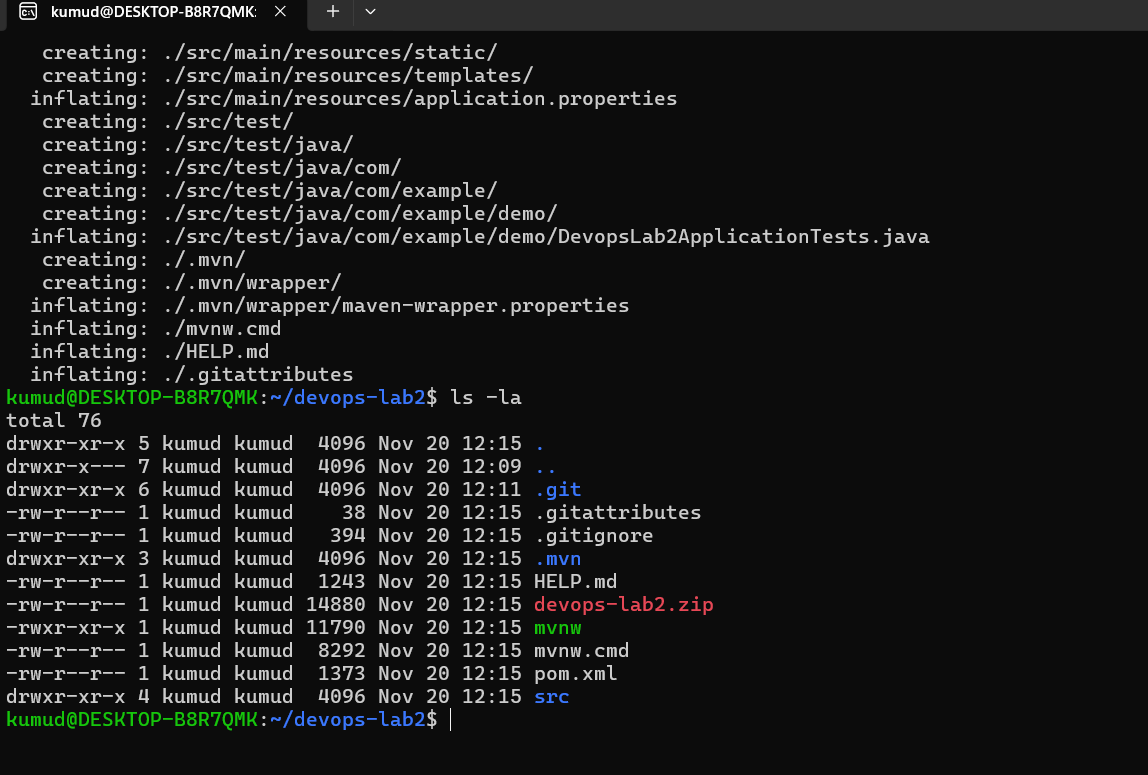 kumud@DESKTOP-B8R7QMK:
creating: ./src/main/resources/static/
creating: ./src/main/resources/templates/
inflating: ./src/main/resources/application.properties
creating: ./src/test/
creating: ./src/test/java/
creating: ./src/test/java/com/
creating: ./src/test/java/com/example/
creating: ./src/test/java/com/example/demo/
inflating: ./src/test/java/com/example/demo/DevopsLab2ApplicationTests.java
creating: ./.mvn/
creating: ./.mvn/wrapper/
inflating: ./.mvn/wrapper/maven-wrapper.properties
inflating: ./mvnw.cmd
inflating: ./HELP.md
inflating: ./.gitattributes
kumud@DESKTOP-B8R7QMK:~/devops-lab2$ ls -la
total 76
drwxr-xr-x 5 kumud kumud  4096 Nov 20 12:15 .
drwxr-x--- 7 kumud kumud  4096 Nov 20 12:09 ..
drwxr-xr-x 6 kumud kumud  4096 Nov 20 12:11 .git
-rw-r--r-- 1 kumud kumud    38 Nov 20 12:15 .gitattributes
-rw-r--r-- 1 kumud kumud   394 Nov 20 12:15 .gitignore
drwxr-xr-x 3 kumud kumud  4096 Nov 20 12:15 .mvn
-rw-r--r-- 1 kumud kumud  1243 Nov 20 12:15 HELP.md
-rw-r--r-- 1 kumud kumud 14880 Nov 20 12:15 devops-lab2.zip
-rwxr-xr-x 1 kumud kumud 11790 Nov 20 12:15 mvnw
-rw-r--r-- 1 kumud kumud  8292 Nov 20 12:15 mvnw.cmd
-rw-r--r-- 1 kumud kumud  1373 Nov 20 12:15 pom.xml
drwxr-xr-x 4 kumud kumud  4096 Nov 20 12:15 src
kumud@DESKTOP-B8R7QMK:~/devops-lab2$